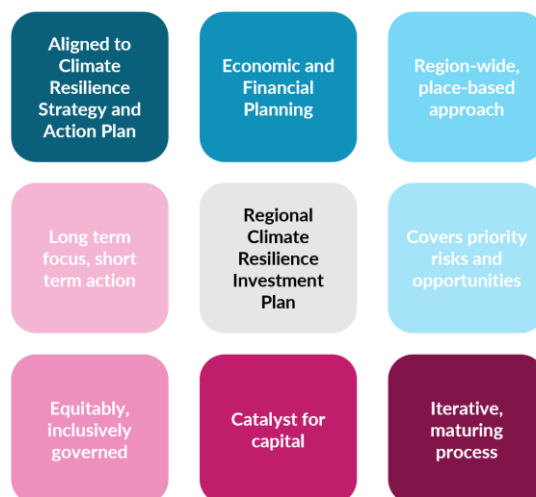 Aligned to
Climate
Resilience
Strategy and
Action Plan
Economic and
Financial
Planning
Region-wide,
place-based
approach
Long term
focus, short
term action
Regional
Climate
Resilience
Investment
Plan
Covers priority
risks and
opportunities
Equitably,
inclusively
governed
Catalyst for
capital
Iterative,
maturing
process